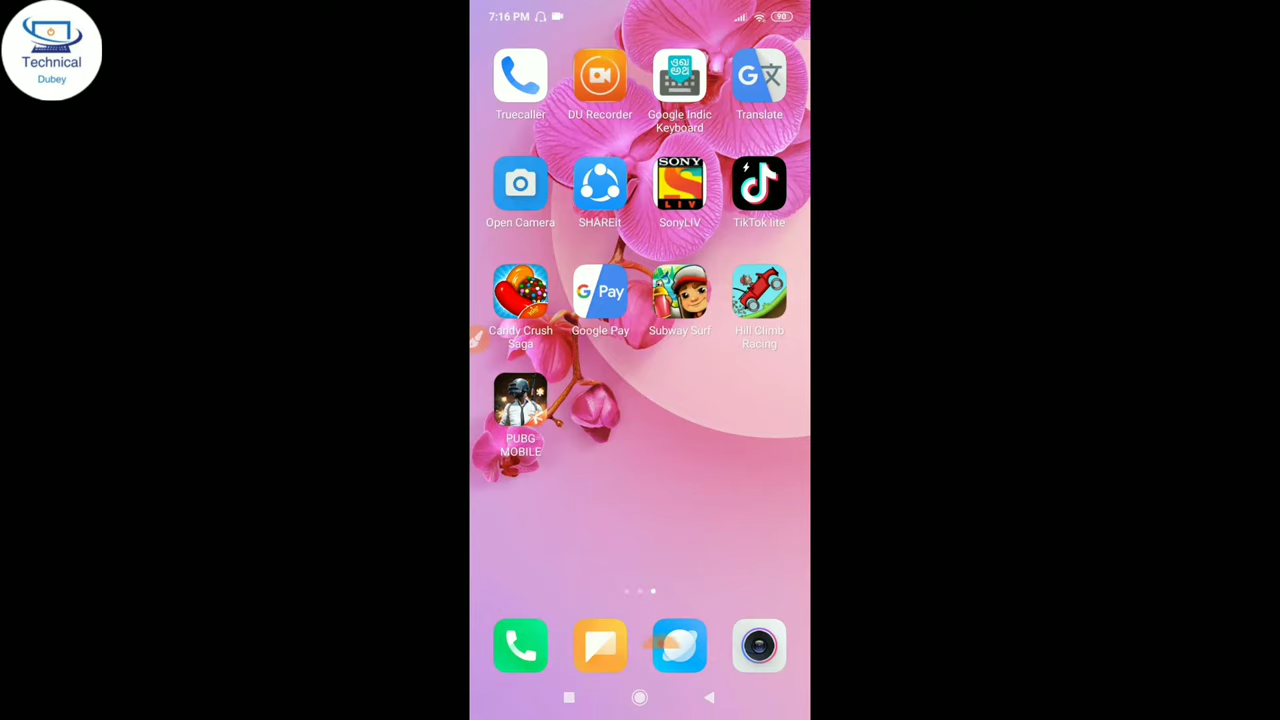 Technical
Dubey
7:16 PM 90
Truecaller
DU Recorder
Google Indic
Keyboard
Translate
Open Camera
SHAREit
SONY
LIV
SonyLIV
TikTok lite
Candy Crush
Saga
G Pay
Google Pay
Subway Surf
Hill Climb
Racing
PUBG
MOBILE